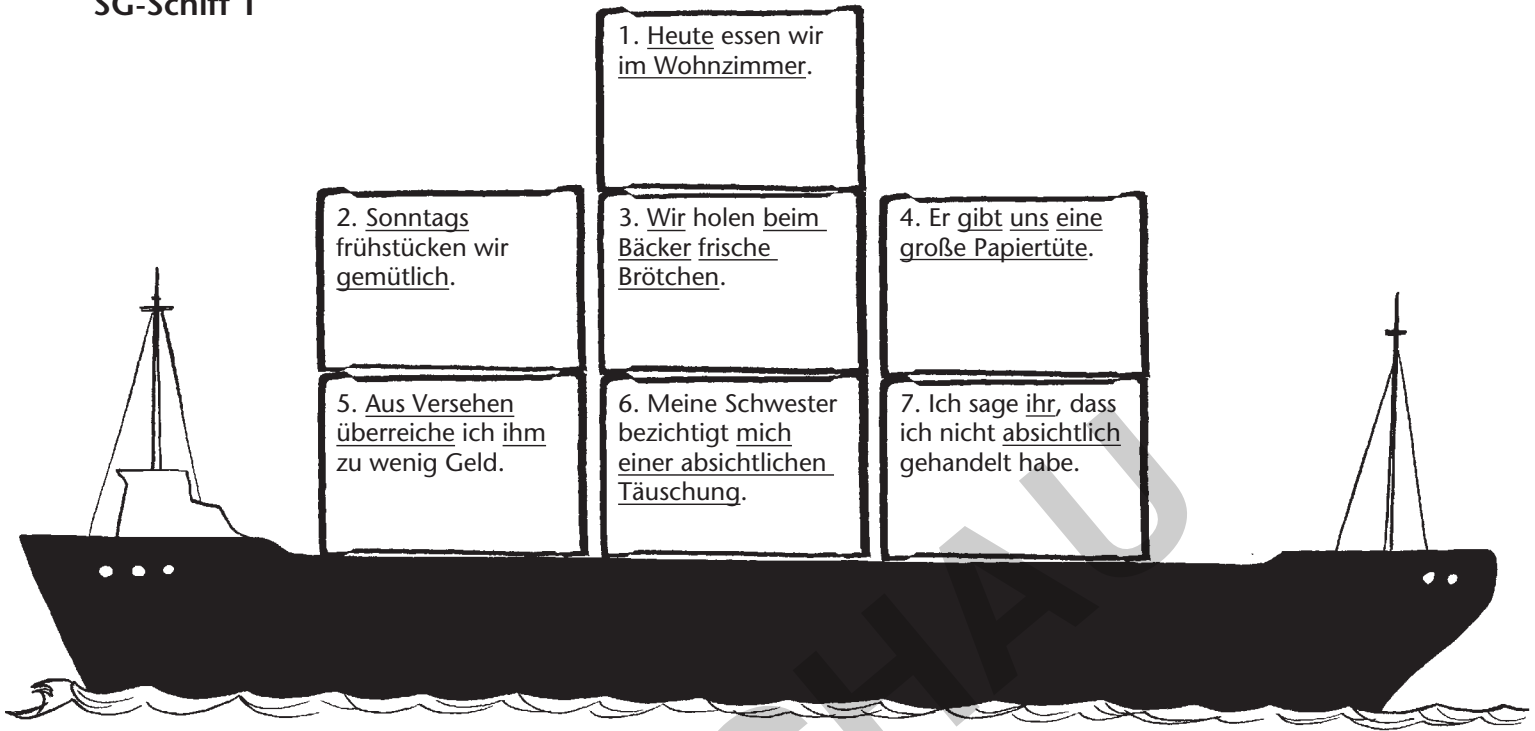 SG-Schiff 1
1. Heute essen wir
im Wohnzimmer.
2. Sonntags
frühstücken wir
gemütlich.
3. Wir holen beim
Bäcker frische
Brötchen.
4. Er gibt uns eine
große Papiertüte.
5. Aus Versehen
überreiche ich ihm
zu wenig Geld.
6. Meine Schwester
bezichtigt mich
einer absichtlichen
Täuschung.
7. Ich sage ihr, dass
ich nicht absichtlich
gehandelt habe.